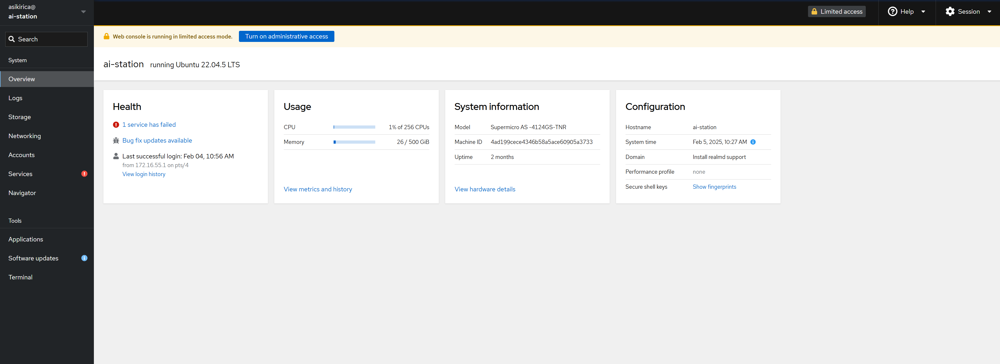 asikirica@
ai-station
Search
System
Overview
Logs
Storage
Networking
Accounts
Services
Navigator
Tools
Applications
Software updates
Terminal
Limited access
Help
Session
Web console is running in limited access mode.
Turn on administrative access
ai-station running Ubuntu 22.04.5 LTS
Health
1 service has failed
Bug fix updates available
Last successful login: Feb 04, 10:56 AM
from 172.16.55.1 on pts/4
View login history
Usage
CPU 1% of 256 CPUs
Memory 26 / 500 GiB
View metrics and history
System information
Model Supermicro AS -4124GS-TNR
Machine ID 4ad199cece4346b58a5ace60905a3733
Uptime 2 months
View hardware details
Configuration
Hostname ai-station
System time Feb 5, 2025, 10:27 AM
Domain Install realmd support
Performance profile none
Secure shell keys Show fingerprints